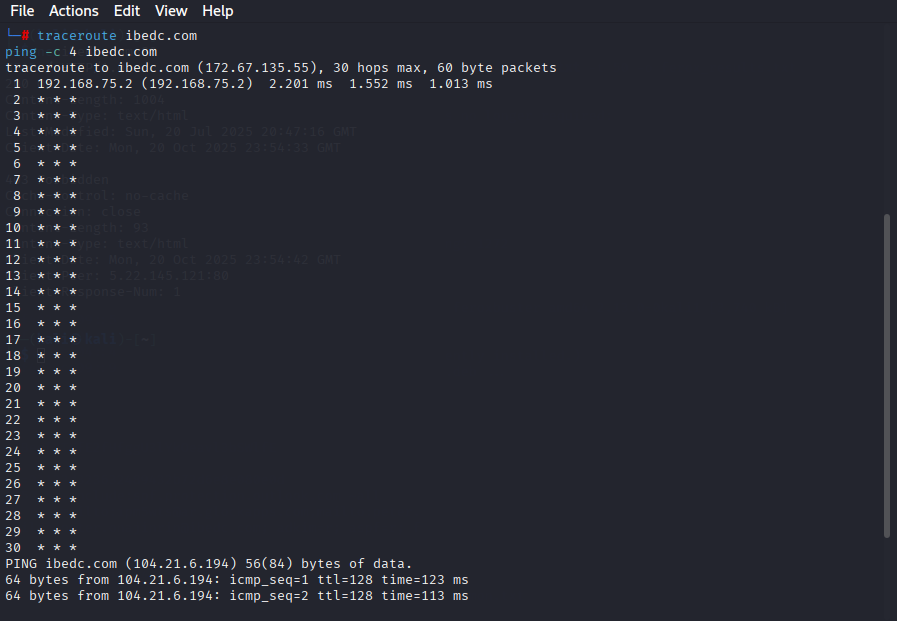 File Actions Edit View Help
└─# traceroute ibedc.com
ping -c 4 ibedc.com
traceroute to ibedc.com (172.67.135.55), 30 hops max, 60 byte packets
1 192.168.75.2 (192.168.75.2) 2.201 ms 1.552 ms 1.013 ms
2 * * *
3 * * *
4 * * *
5 * * *
6 * * *
7 * * *
8 * * *
9 * * *
10 * * *
11 * * *
12 * * *
13 * * *
14 * * *
15 * * *
16 * * *
17 * * *
18 * * *
19 * * *
20 * * *
21 * * *
22 * * *
23 * * *
24 * * *
25 * * *
26 * * *
27 * * *
28 * * *
29 * * *
30 * * *
PING ibedc.com (104.21.6.194) 56(84) bytes of data.
64 bytes from 104.21.6.194: icmp_seq=1 ttl=128 time=123 ms
64 bytes from 104.21.6.194: icmp_seq=2 ttl=128 time=113 ms